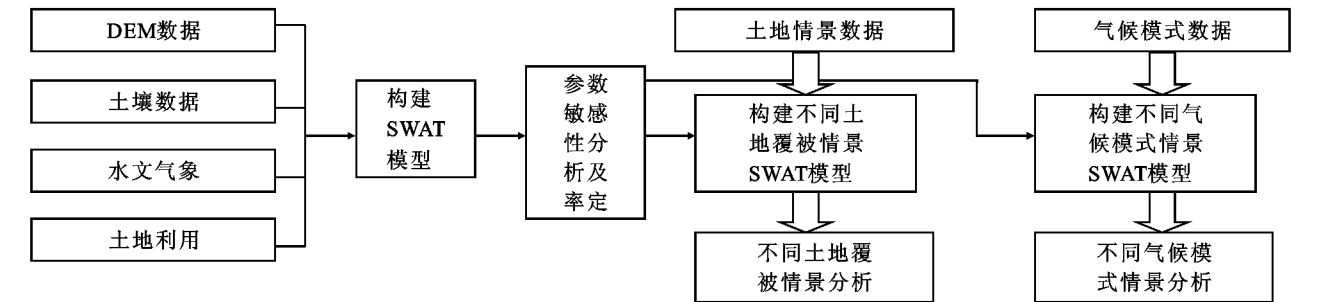 DEM数据
土壤数据
水文气象
土地利用
构建
SWAT
模型
参数
敏感
性分
析及
率定
土地情景数据
构建不同土
地覆被情景
SWAT模型
不同土地覆
被情景分析
气候模式数据
构建不同气
候模式情景
SWAT模型
不同气候模
式情景分析